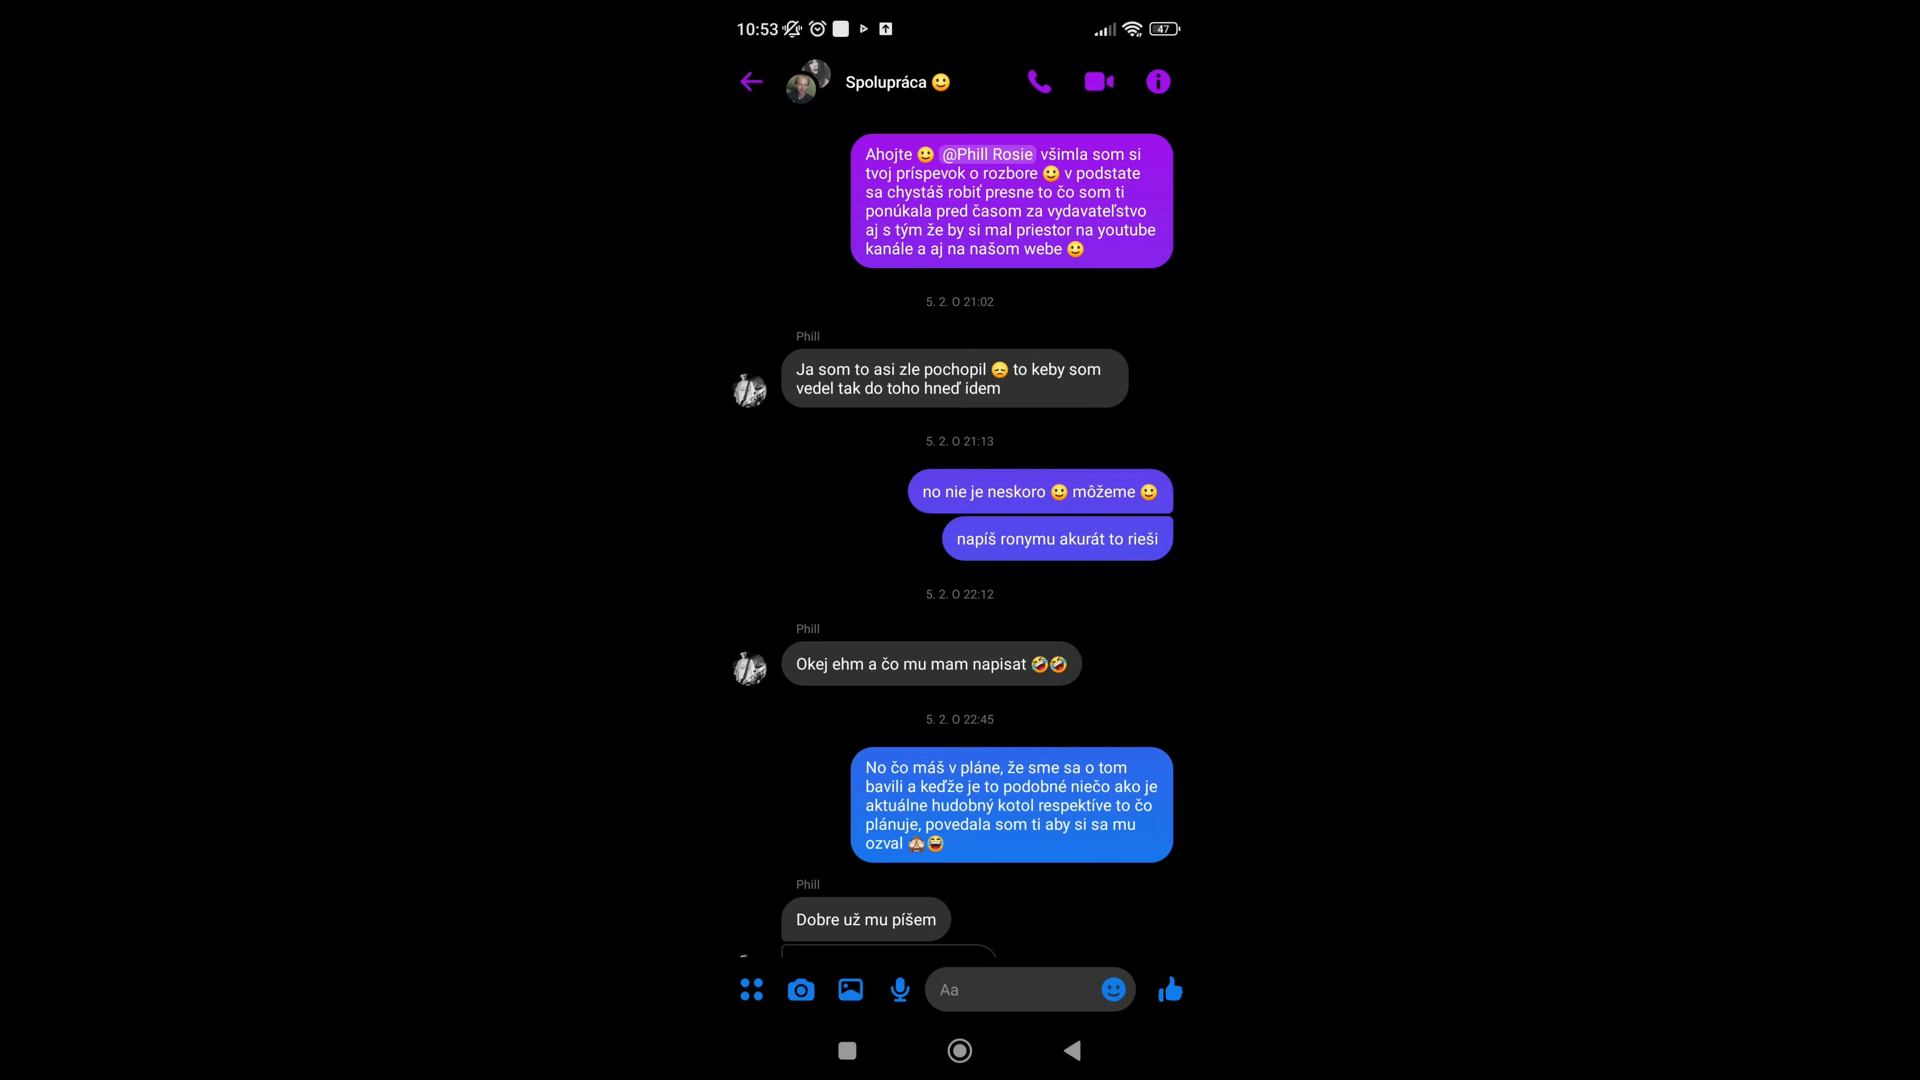 10:53
47
Spolupráca 🙂
Ahojte 🙂 @Phill Rosie všimla som si
tvoj príspevok o rozbore 🙂 v podstate
sa chystáš robiť presne to čo som ti
ponúkala pred časom za vydavateľstvo
aj s tým že by si mal priestor na youtube
kanále a aj na našom webe 🙂
5. 2. O 21:02
Phill
Ja som to asi zle pochopil 😞 to keby som
vedel tak do toho hneď idem
5. 2. O 21:13
no nie je neskoro 🙂 môžeme 🙂
napíš ronymu akurát to rieši
5. 2. O 22:12
Phill
Okej ehm a čo mu mam napisat 🤣🤣
5. 2. O 22:45
No čo máš v pláne, že sme sa o tom
bavili a keďže je to podobné niečo ako je
aktuálne hudobný kotol respektíve to čo
plánuje, povedala som ti aby si sa mu
ozval 🙈😂
Phill
Dobre už mu píšem
Aa